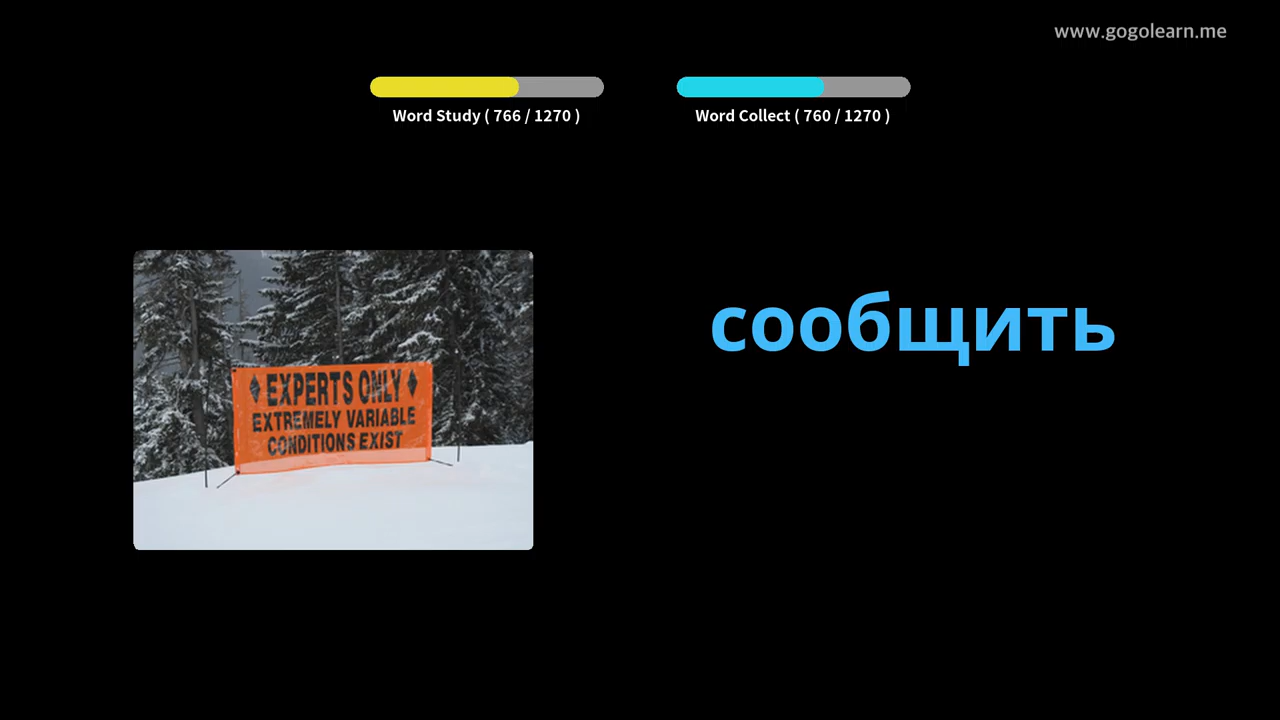 www.gogolearn.me
Word Study ( 766 / 1270 )
Word Collect ( 760 / 1270 )
сообщить
EXPERTS ONLY
EXTREMELY VARIABLE
CONDITIONS EXIST